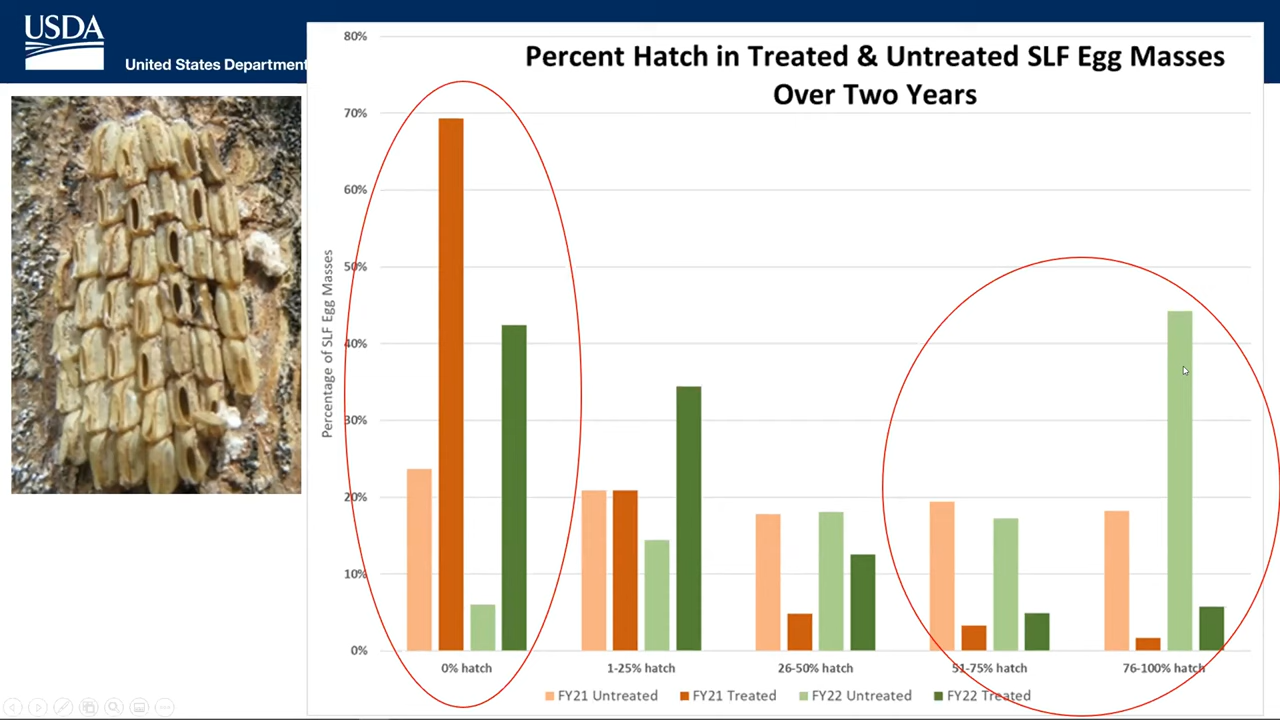 USDA
United States Department
Percent Hatch in Treated & Untreated SLF Egg Masses
Over Two Years
Percentage of SLF Egg Masses
80%
70%
60%
50%
40%
30%
20%
10%
0%
0% hatch
1-25% hatch
26-50% hatch
51-75% hatch
76-100% hatch
FY21 Untreated
FY21 Treated
FY22 Untreated
FY22 Treated